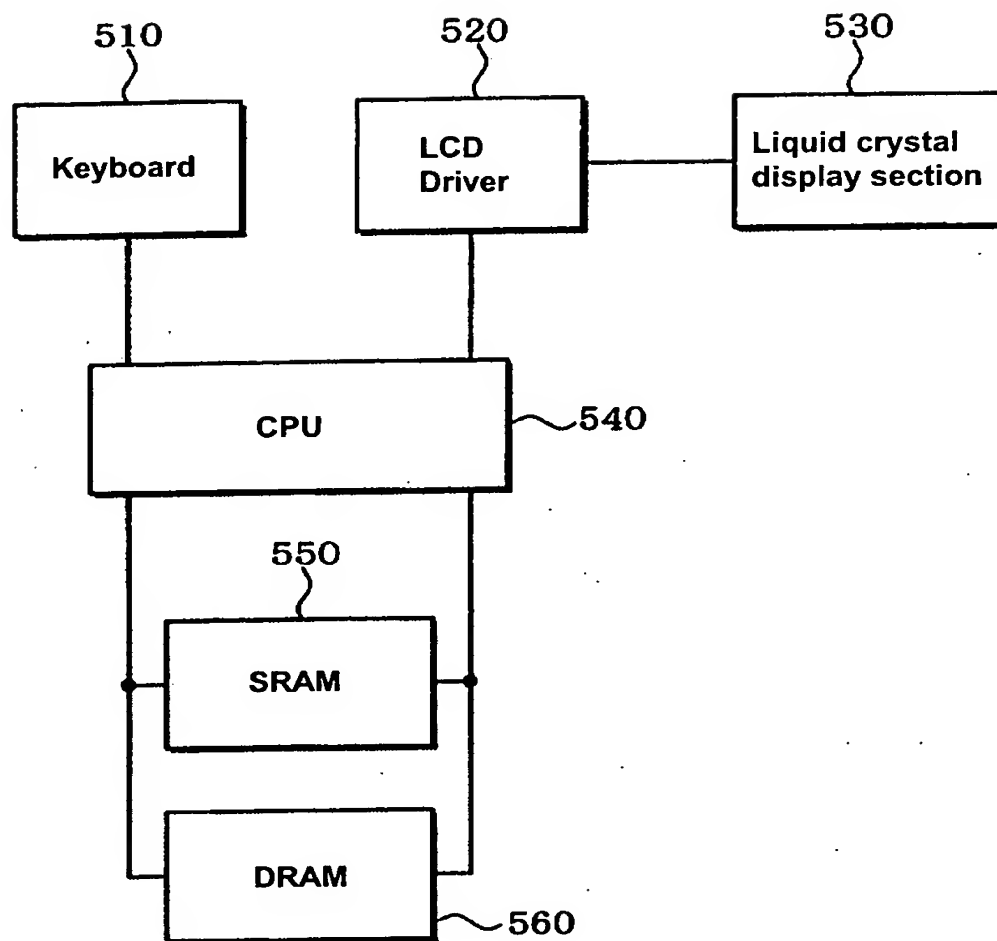 510
520
530
Keyboard
LCD
Driver
Liquid crystal
display section
CPU
540
550
SRAM
DRAM
560